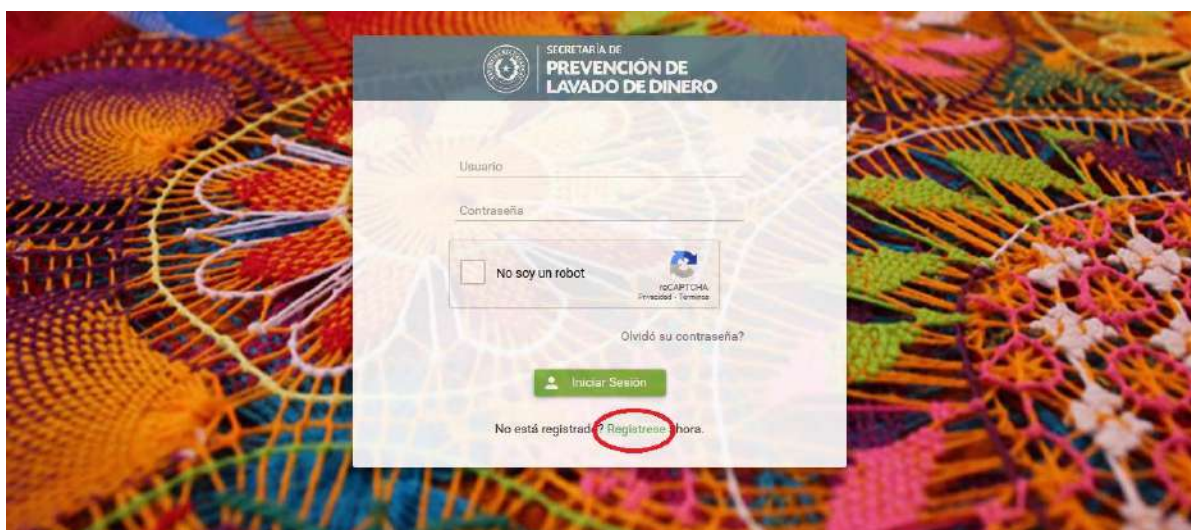 SECRETARÍA DE
PREVENCIÓN DE
LAVADO DE DINERO
Usuario
Contraseña
No soy un robot
reCAPTCHA
Privacidad - Términos
Olvidó su contraseña?
Iniciar Sesión
No está registrado? Regístrese ahora.